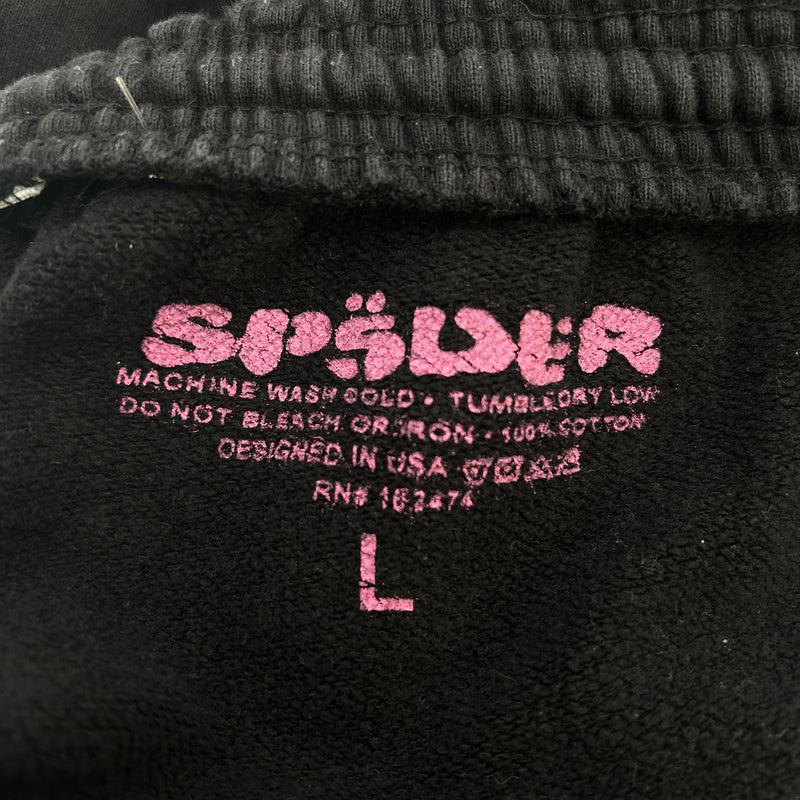 SP5DER
MACHINE WASH COLD • TUMBLE DRY LOW
DO NOT BLEACH OR IRON • 100% COTTON
DESIGNED IN USA
RN# 162474
L